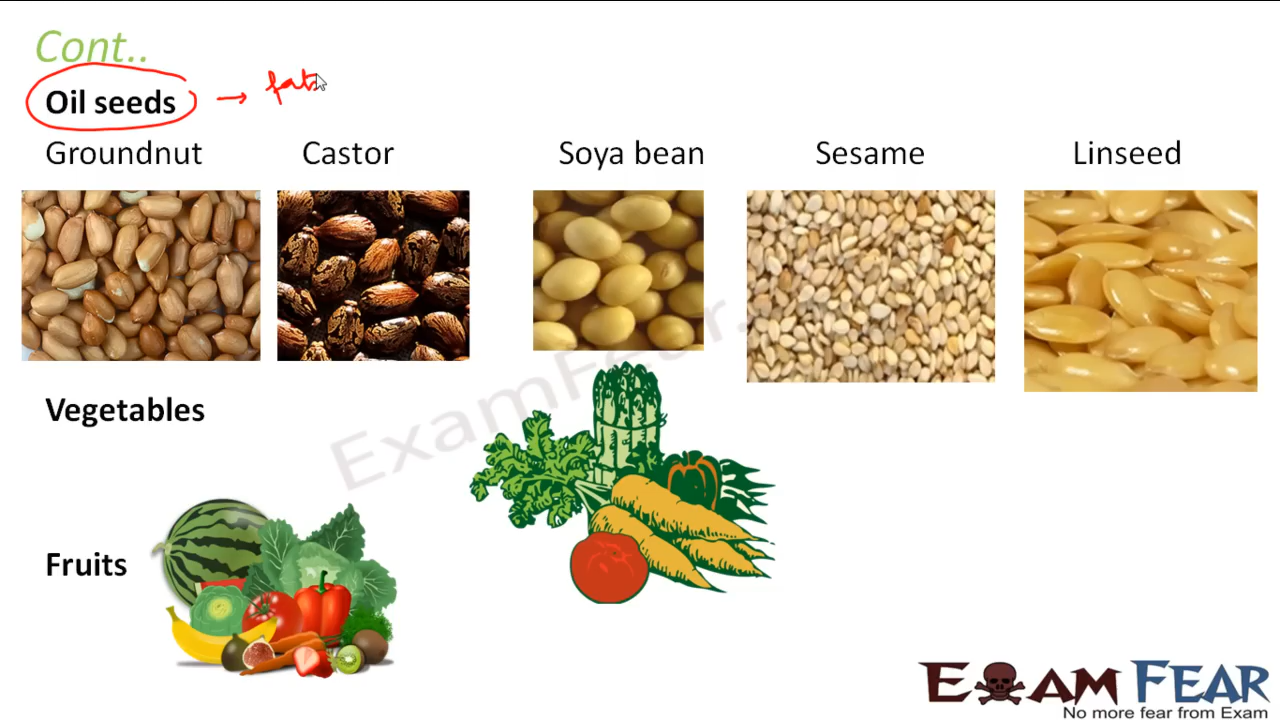 Cont..
Oil seeds → fats
Groundnut Castor Soya bean Sesame Linseed
ExamFear.
Vegetables
Fruits
EXAM FEAR
No more fear from Exam